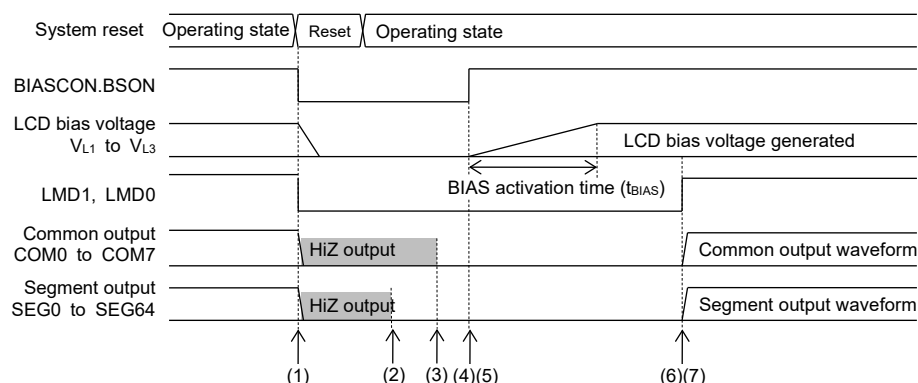 System reset Operating state Reset Operating state
BIASCON.BSON
LCD bias voltage
VL1 to VL3
LCD bias voltage generated
BIAS activation time (tBIAS)
LMD1, LMD0
Common output
COM0 to COM7
HiZ output
Common output waveform
Segment output
SEG0 to SEG64
HiZ output
Segment output waveform
(1) (2) (3) (4)(5) (6)(7)